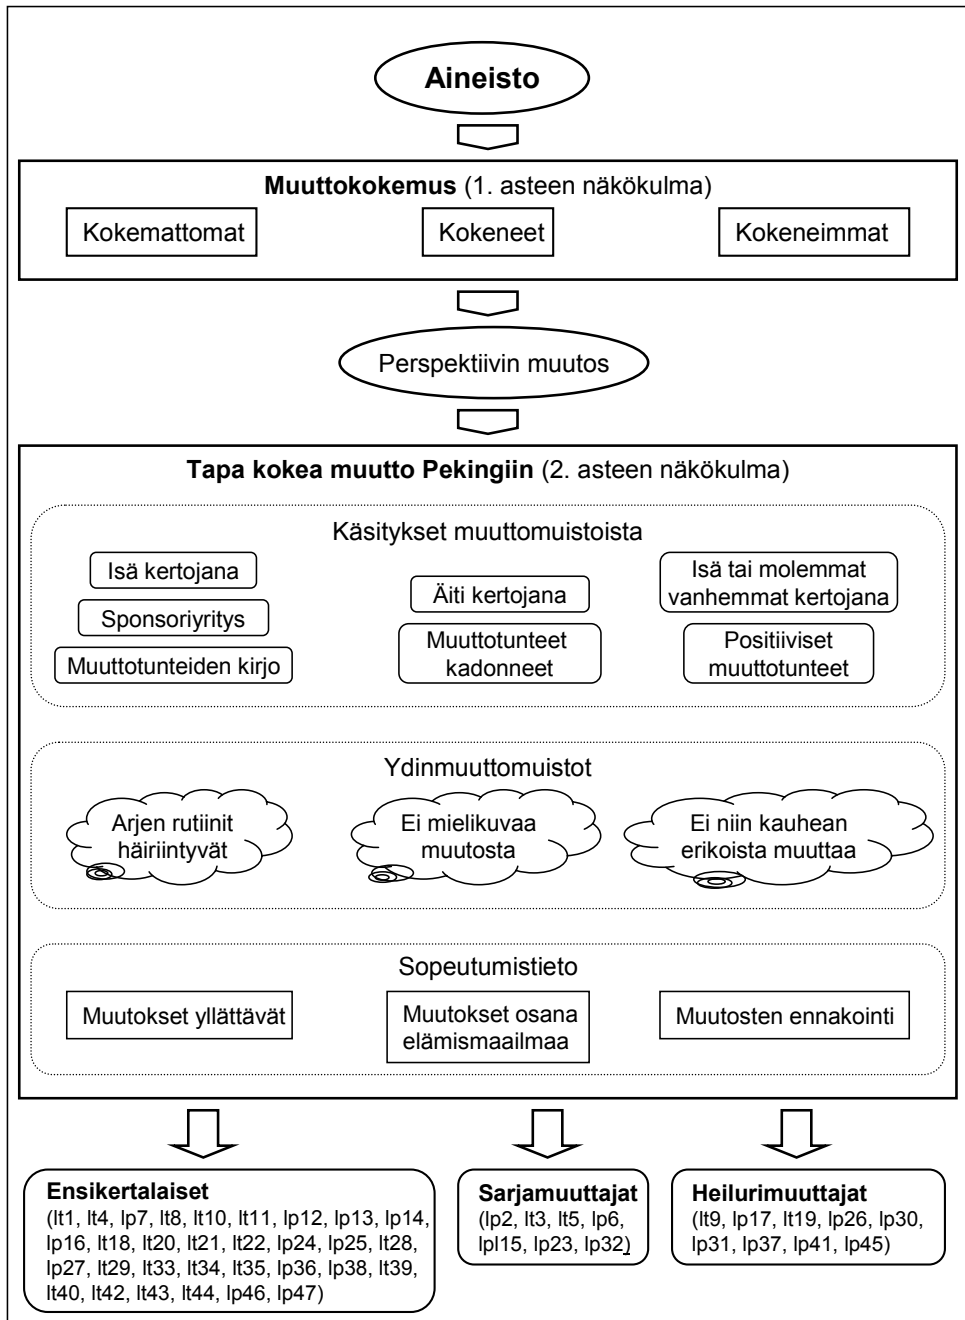 Aineisto
Muuttokokemus (1. asteen näkökulma)
Kokemattomat
Kokeneet
Kokeneimmat
Perspektiivin muutos
Tapa kokea muutto Pekingiin (2. asteen näkökulma)
Käsitykset muuttomuistoista
Isä kertojana
Sponsoriyritys
Muuttotunteiden kirjo
Äiti kertojana
Muuttotunteet
kadonneet
Isä tai molemmat
vanhemmat kertojana
Positiiviset
muuttotunteet
Ydinmuuttomuistot
Arjen rutiinit
häiriintyvät
Ei mielikuvaa
muutosta
Ei niin kauhean
erikoista muuttaa
Sopeutumistieto
Muutokset yllättävät
Muutokset osana
elämismaailmaa
Muutosten ennakointi
Ensikertalaiset
(lt1, lt4, lp7, lt8, lt10, lt11, lp12, lp13, lp14,
lp16, lt18, lt20, lt21, lt22, lp24, lp25, lt28,
lp27, lt29, lt33, lt34, lt35, lp36, lp38, lt39,
lt40, lt42, lt43, lt44, lp46, lp47)
Sarjamuuttajat
(lp2, lt3, lt5, lp6,
lpl15, lp23, lp32)
Heilurimuuttajat
(lt9, lp17, lt19, lp26, lp30,
lp31, lp37, lp41, lp45)